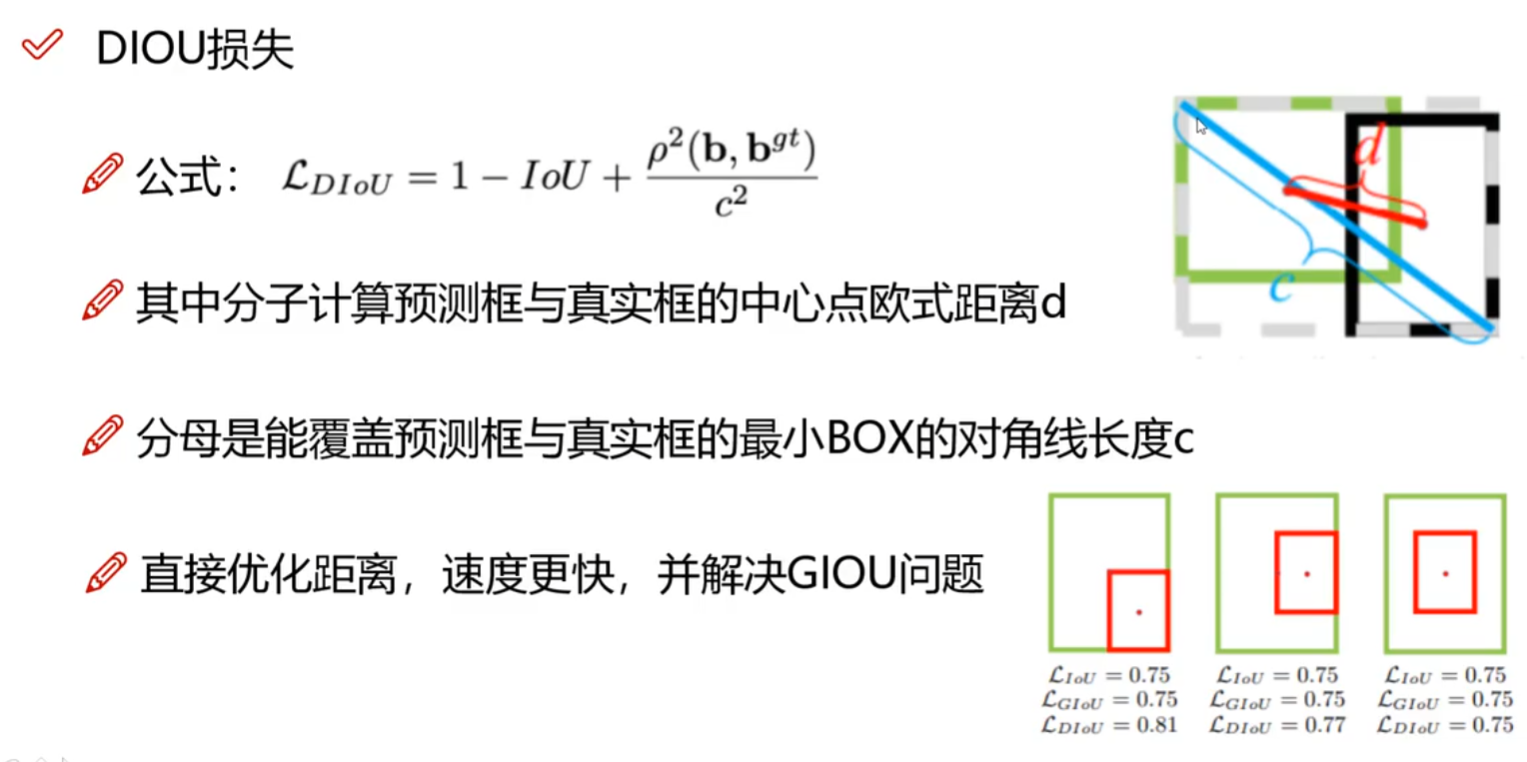 DIOU损失
公式： $\mathcal{L}_{DIoU} = 1 - IoU + \frac{\rho^2(\mathbf{b}, \mathbf{b}^{gt})}{c^2}$
d
c
其中分子计算预测框与真实框的中心点欧式距离d
分母是能覆盖预测框与真实框的最小BOX的对角线长度c
直接优化距离，速度更快，并解决GIOU问题
$\mathcal{L}_{IoU} = 0.75$ $\mathcal{L}_{IoU} = 0.75$ $\mathcal{L}_{IoU} = 0.75$
$\mathcal{L}_{GIoU} = 0.75$ $\mathcal{L}_{GIoU} = 0.75$ $\mathcal{L}_{GIoU} = 0.75$
$\mathcal{L}_{DIoU} = 0.81$ $\mathcal{L}_{DIoU} = 0.77$ $\mathcal{L}_{DIoU} = 0.75$